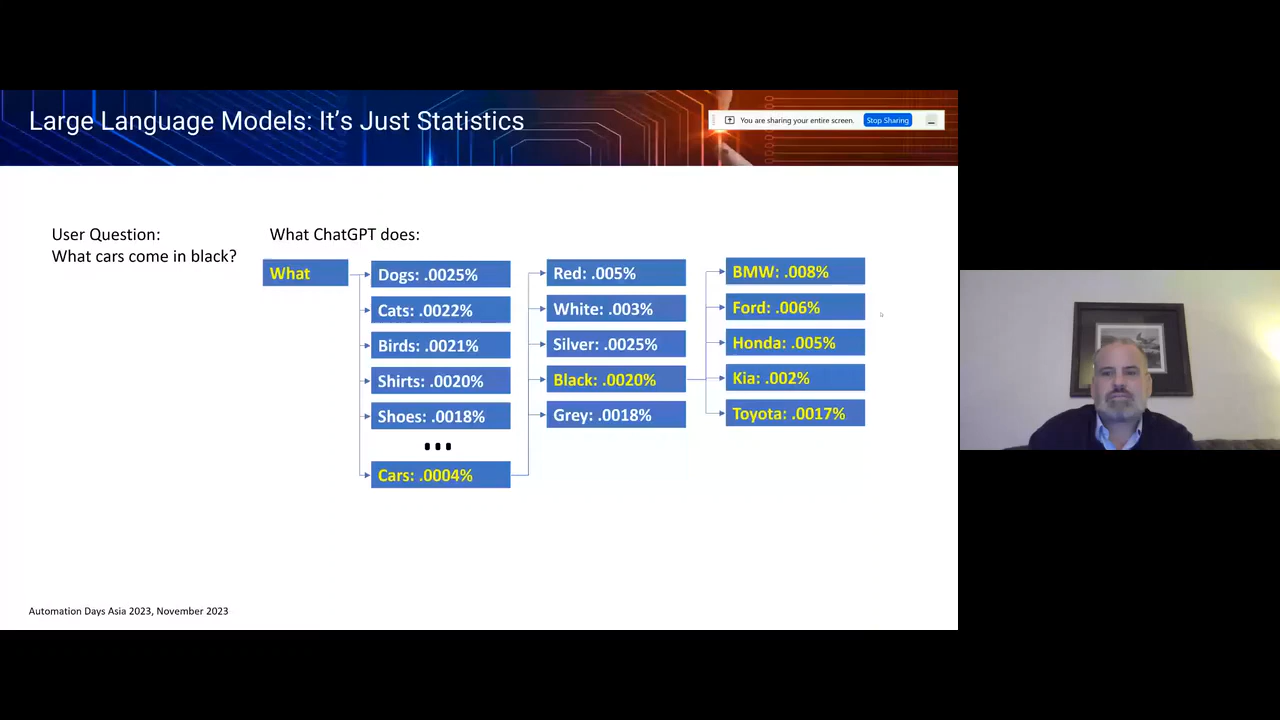 Large Language Models: It's Just Statistics
You are sharing your entire screen.
Stop Sharing
User Question:
What cars come in black?
What ChatGPT does:
What
Dogs: .0025%
Cats: .0022%
Birds: .0021%
Shirts: .0020%
Shoes: .0018%
...
Cars: .0004%
Red: .005%
White: .003%
Silver: .0025%
Black: .0020%
Grey: .0018%
BMW: .008%
Ford: .006%
Honda: .005%
Kia: .002%
Toyota: .0017%
Automation Days Asia 2023, November 2023